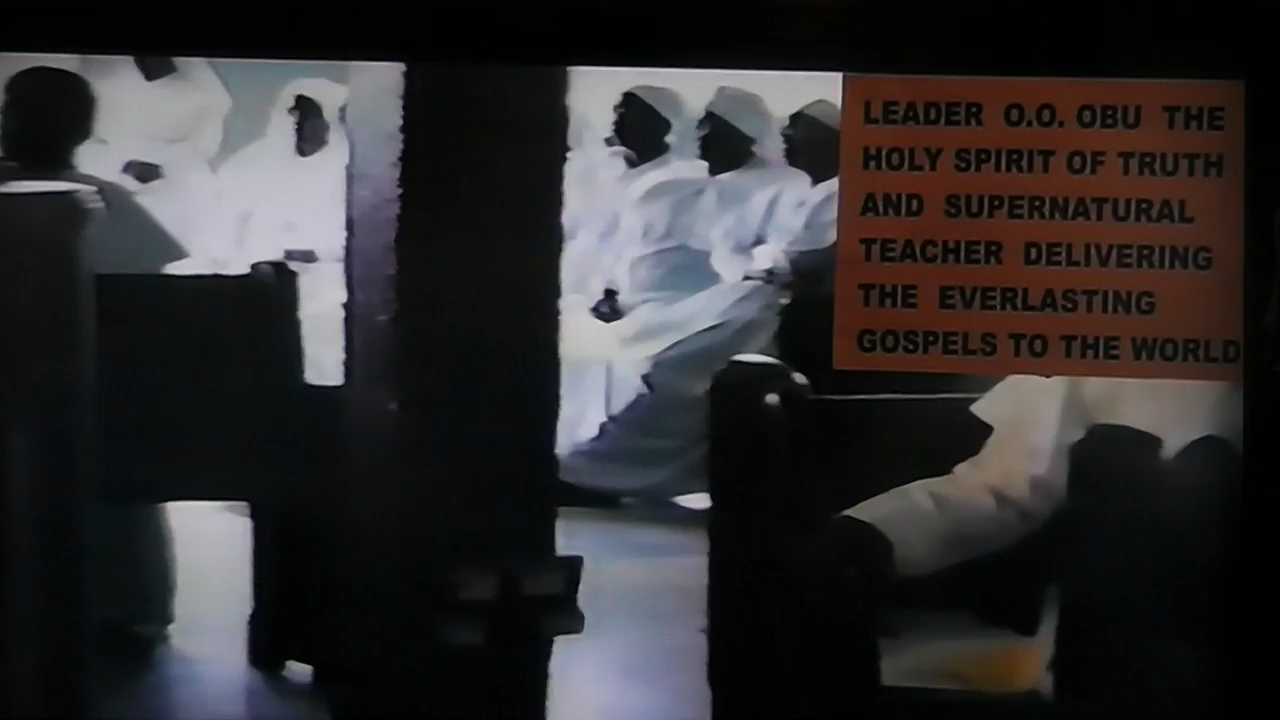 LEADER O.O. OBU THE
HOLY SPIRIT OF TRUTH
AND SUPERNATURAL
TEACHER DELIVERING
THE EVERLASTING
GOSPELS TO THE WORLD